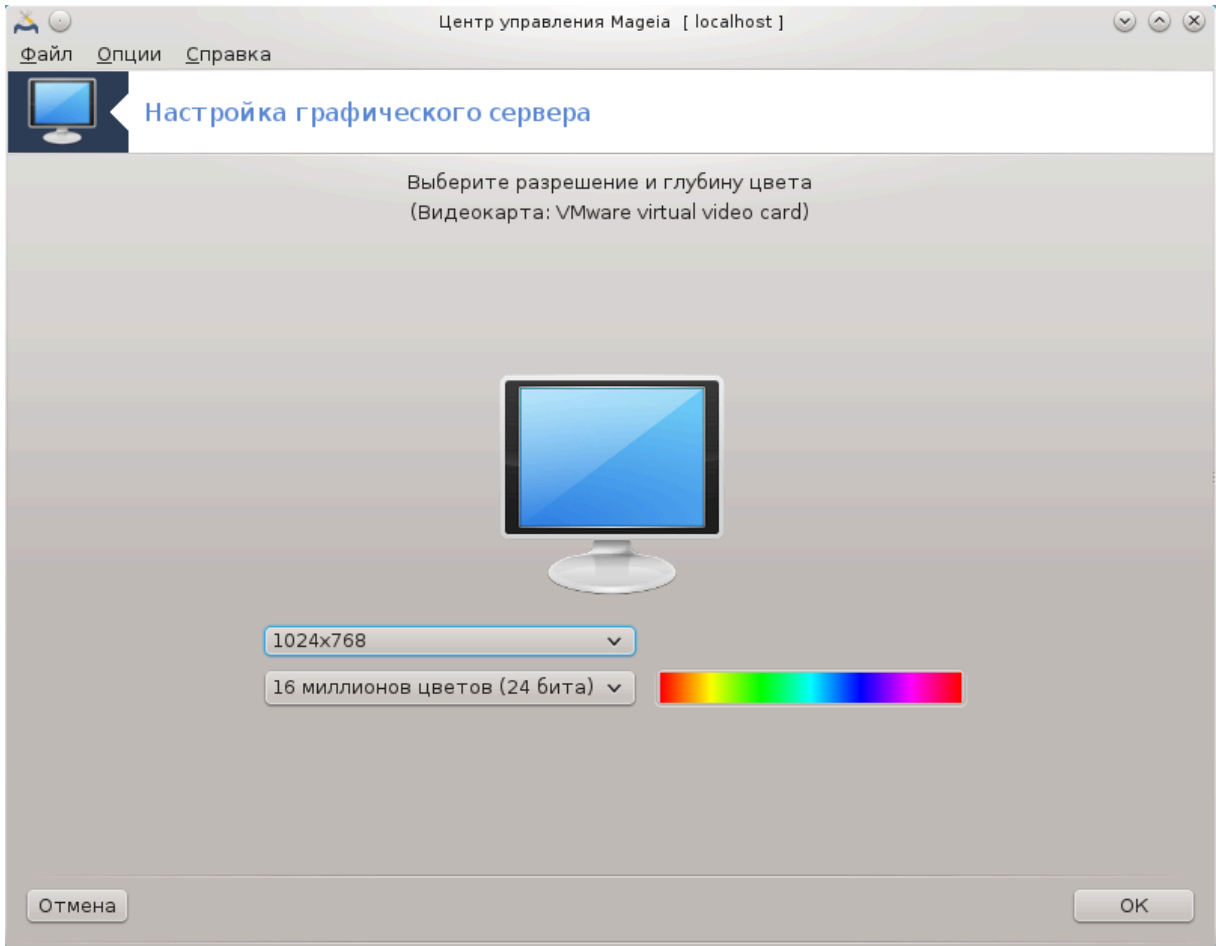 Центр управления Mageia [ localhost ]
Файл Опции Справка
Настройка графического сервера
Выберите разрешение и глубину цвета
(Видеокарта: VMware virtual video card)
1024x768
16 миллионов цветов (24 бита)
Отмена OK